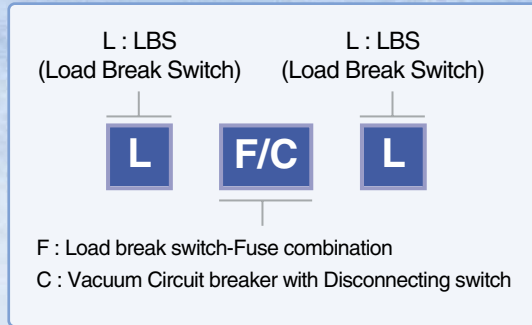 L : LBS
(Load Break Switch)
L : LBS
(Load Break Switch)
L
F/C
L
F : Load break switch-Fuse combination
C : Vacuum Circuit breaker with Disconnecting switch